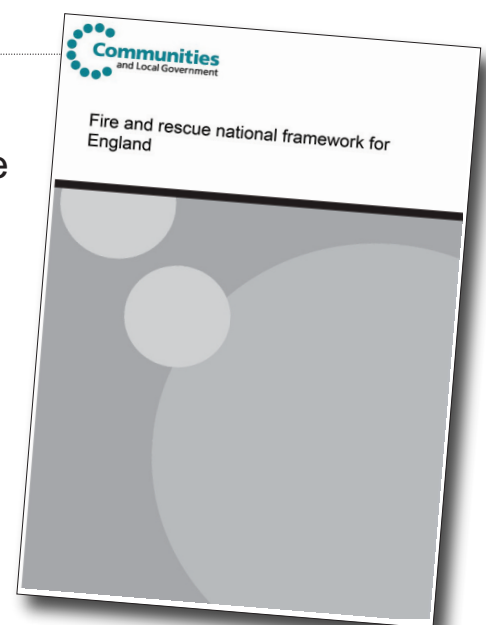 Communities
and Local Government
Fire and rescue national framework for
England
e